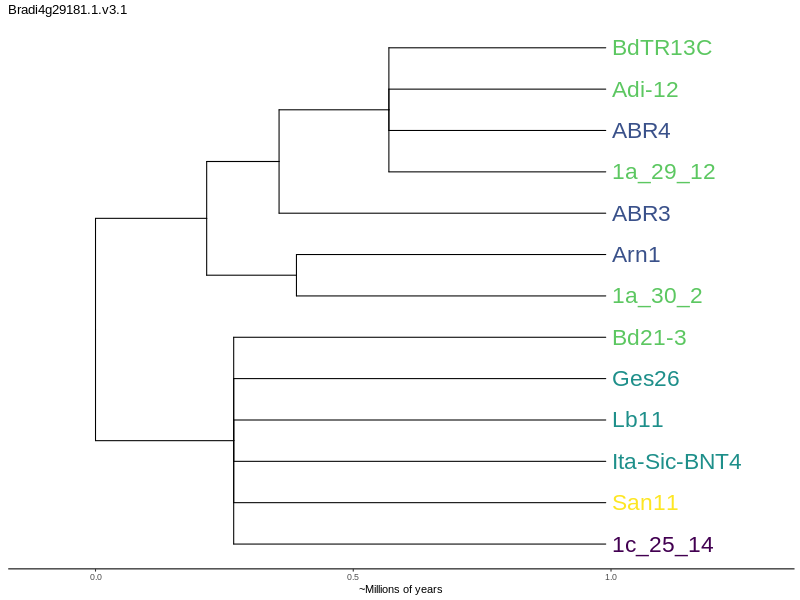 Bradi4g29181.1.v3.1
BdTR13C
Adi-12
ABR4
1a_29_12
ABR3
Arn1
1a_30_2
Bd21-3
Ges26
Lb11
Ita-Sic-BNT4
San11
1c_25_14
0.0 0.5 1.0
~Millions of years